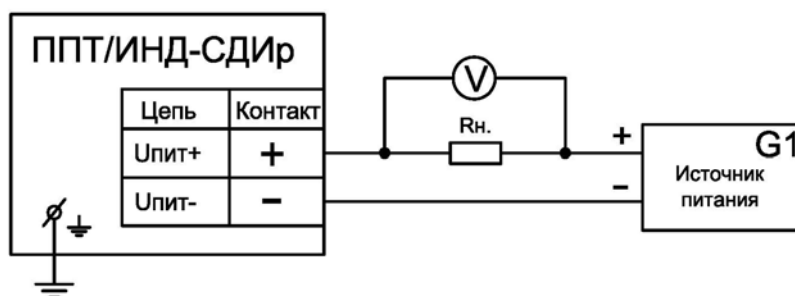 ППТ/ИНД-СДИр
Цепь Контакт
Uпит+ +
Uпит- -
V
Rн.
+
-
G1
Источник
питания